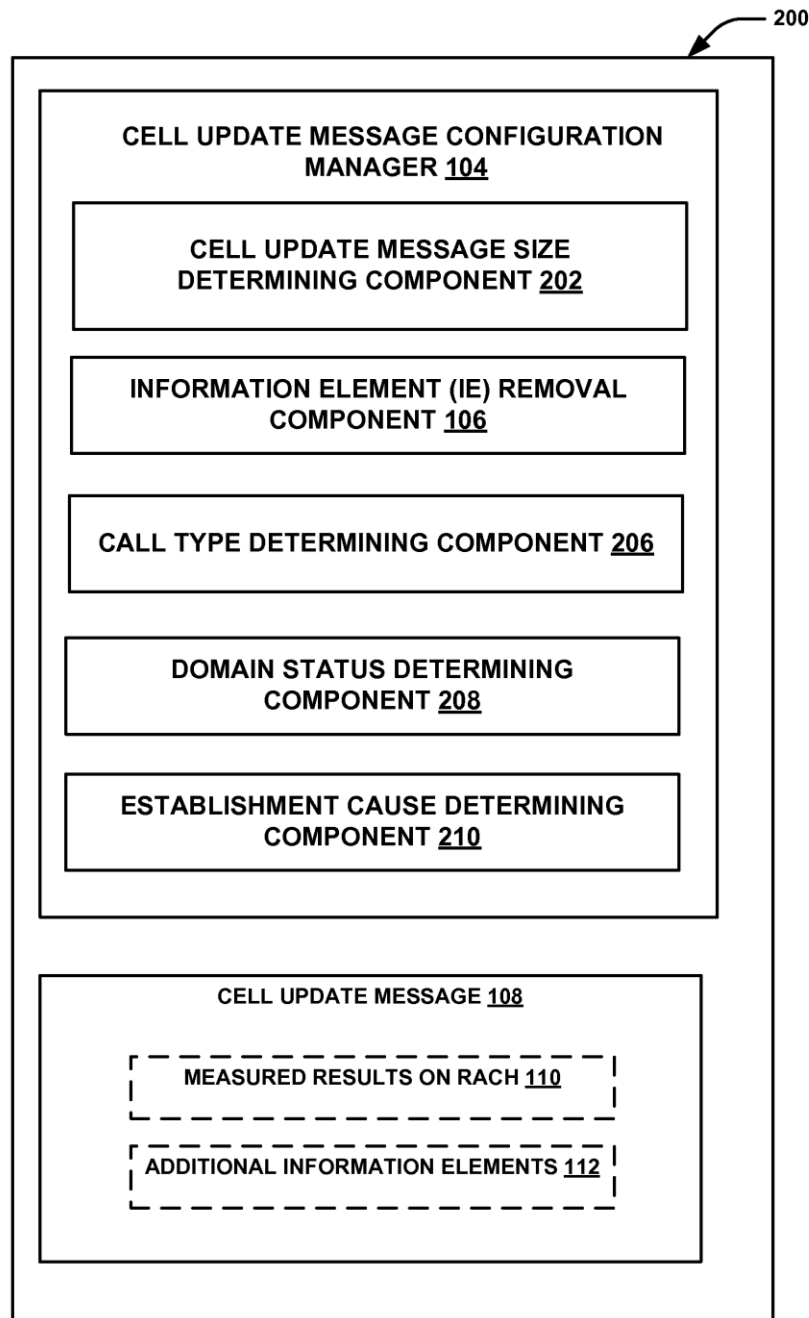 200
CELL UPDATE MESSAGE CONFIGURATION
MANAGER 104
CELL UPDATE MESSAGE SIZE
DETERMINING COMPONENT 202
INFORMATION ELEMENT (IE) REMOVAL
COMPONENT 106
CALL TYPE DETERMINING COMPONENT 206
DOMAIN STATUS DETERMINING
COMPONENT 208
ESTABLISHMENT CAUSE DETERMINING
COMPONENT 210
CELL UPDATE MESSAGE 108
MEASURED RESULTS ON RACH 110
ADDITIONAL INFORMATION ELEMENTS 112